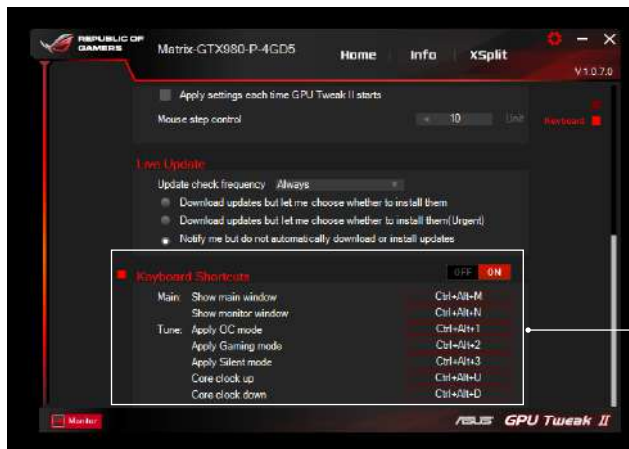 REPUBLIC OF
GAMERS
Matrix-GTX980-P-4GD5
Home Info XSplit
V 1.0.7.0
Apply settings each time GPU Tweak II starts
Mouse step control 10 Unit
Keyboard
Live Update
Update check frequency Always
Download updates but let me choose whether to install them
Download updates but let me choose whether to install them(Urgent)
Notify me but do not automatically download or install updates
Keyboard Shortcuts OFF ON
Main: Show main window Ctrl+Alt+M
Show monitor window Ctrl+Alt+N
Tune: Apply OC mode Ctrl+Alt+1
Apply Gaming mode Ctrl+Alt+2
Apply Silent mode Ctrl+Alt+3
Core clock up Ctrl+Alt+U
Core clock down Ctrl+Alt+D
Monitor
ASUS GPU Tweak II